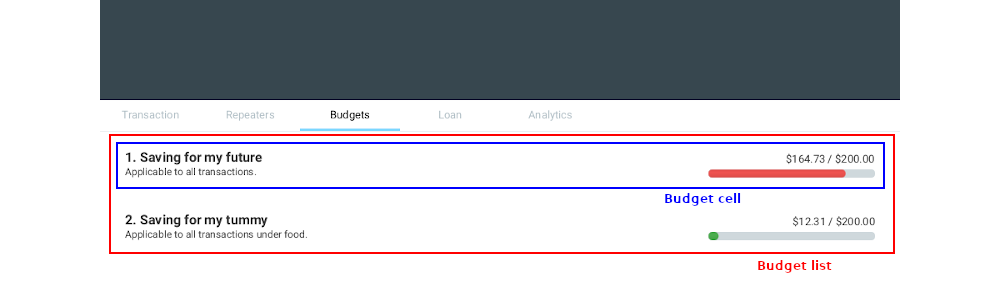 Transaction Repeaters Budgets Loan Analytics
1. Saving for my future
$164.73 / $200.00
Applicable to all transactions.
Budget cell
2. Saving for my tummy
$12.31 / $200.00
Applicable to all transactions under food.
Budget list